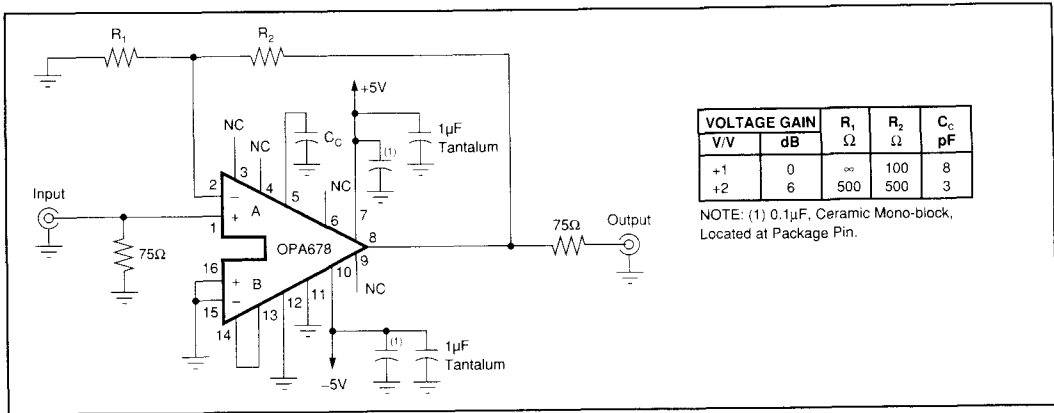 R1
R2
+5V
NC
NC
CC
(1)
1µF
Tantalum
NC
3
4
5
6
7
2
−
A
+
1
Input
75Ω
8
OPA678
9
10
NC
75Ω
Output
16
+
B
−
15
14
13
12
11
(1)
1µF
Tantalum
−5V
VOLTAGE GAIN R1 R2 CC
V/V dB Ω Ω pF
+1 0 ∞ 100 8
+2 6 500 500 3
NOTE: (1) 0.1µF, Ceramic Mono-block,
Located at Package Pin.